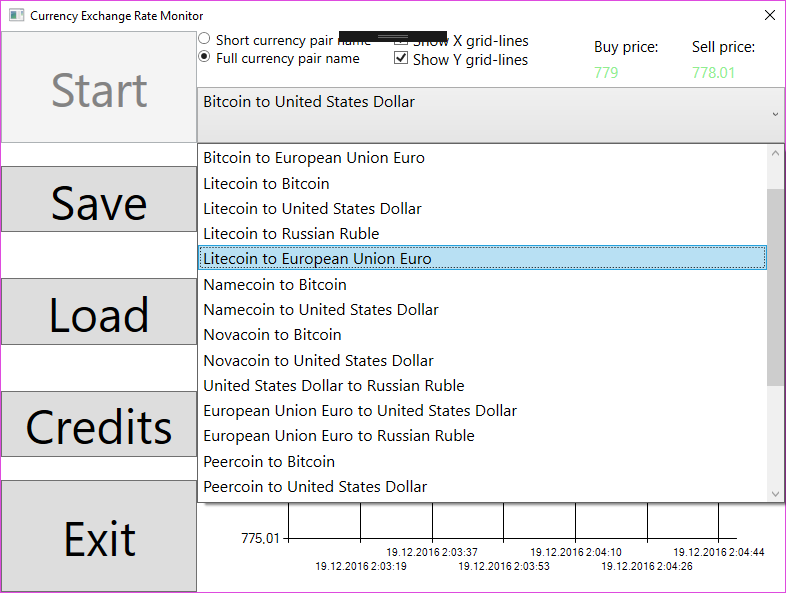 Currency Exchange Rate Monitor
Start
Short currency pair name
Full currency pair name
Show X grid-lines
Show Y grid-lines
Buy price:
779
Sell price:
778.01
Bitcoin to United States Dollar
Bitcoin to European Union Euro
Litecoin to Bitcoin
Litecoin to United States Dollar
Litecoin to Russian Ruble
Litecoin to European Union Euro
Namecoin to Bitcoin
Namecoin to United States Dollar
Novacoin to Bitcoin
Novacoin to United States Dollar
United States Dollar to Russian Ruble
European Union Euro to United States Dollar
European Union Euro to Russian Ruble
Peercoin to Bitcoin
Peercoin to United States Dollar
Save
Load
Credits
Exit
775,01
19.12.2016 2:03:19
19.12.2016 2:03:37
19.12.2016 2:03:53
19.12.2016 2:04:10
19.12.2016 2:04:26
19.12.2016 2:04:44